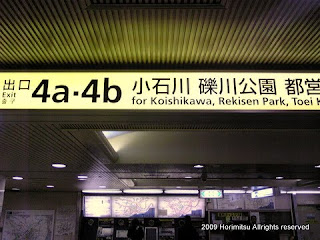 出口
Exit
4a·4b
小石川 礫川公園 都営
for Koishikawa, Rekisen Park, Toei K
2009 Horimitsu Allrights reserved